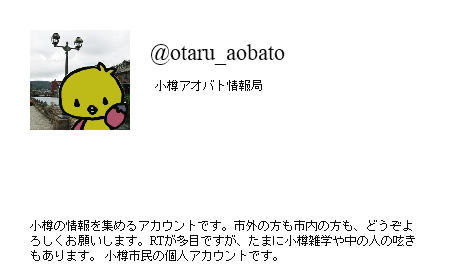 @otaru_aobato
小樽アオバト情報局
小樽の情報を集めるアカウントです。市外の方も市内の方も、どうぞよ
ろしくお願いします。RTが多目ですが、たまに小樽雑学や中の人の呟き
もあります。 小樽市民の個人アカウントです。